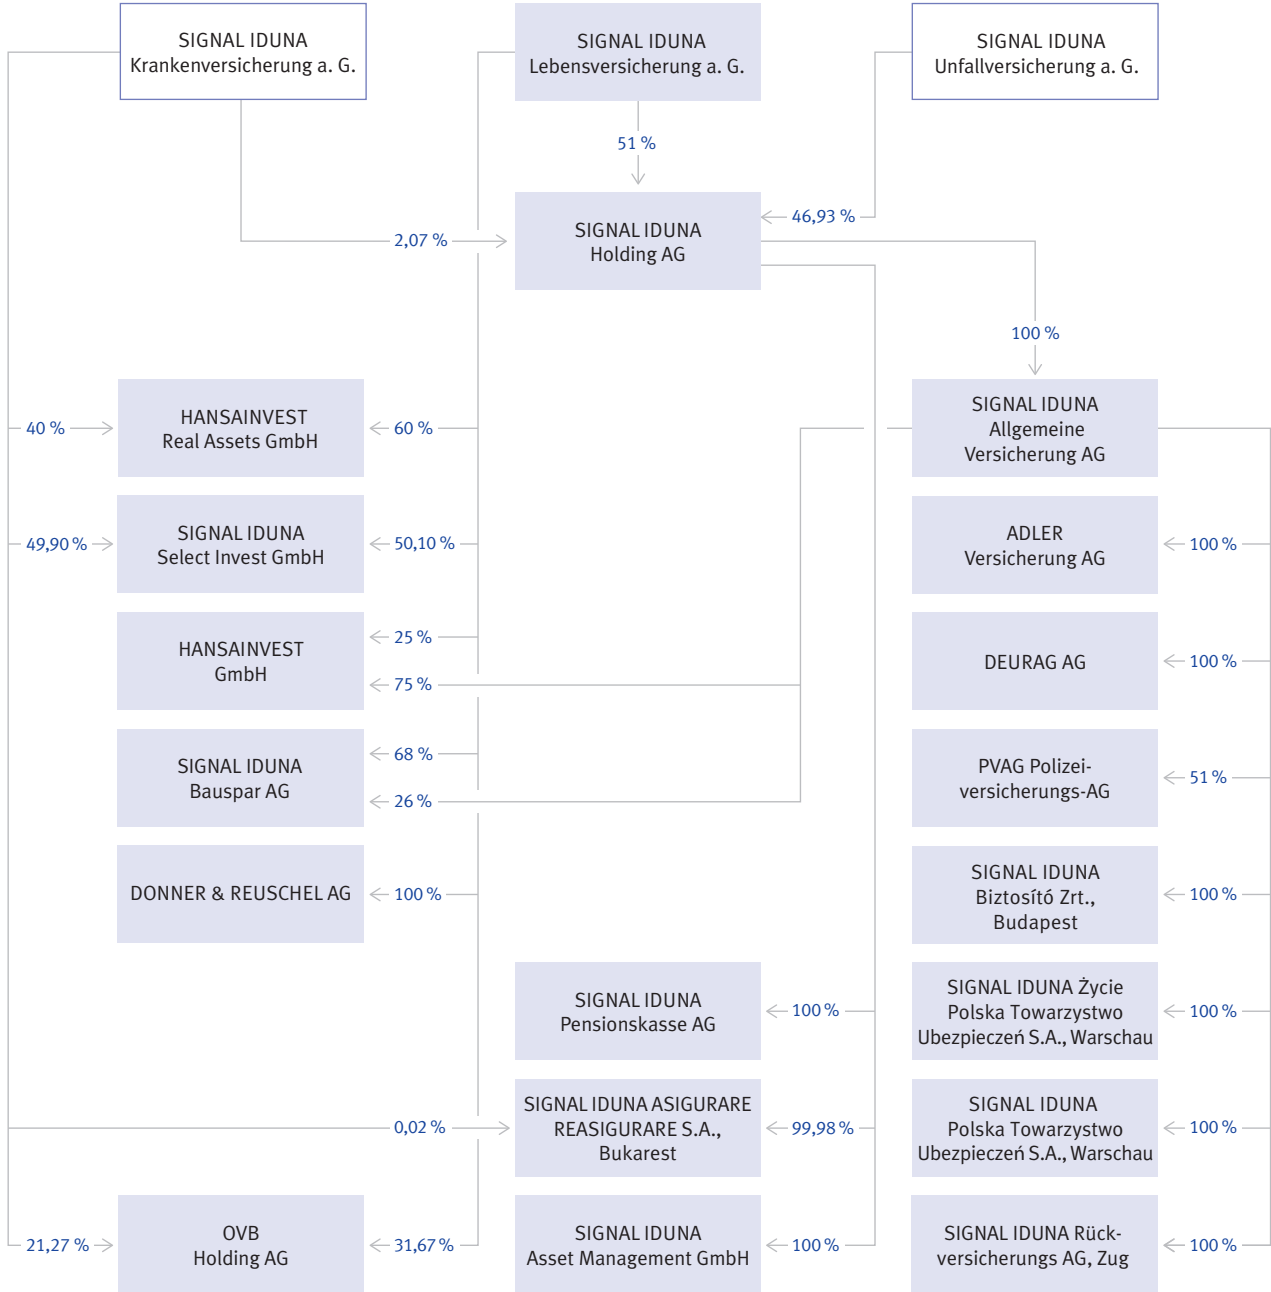 SIGNAL IDUNA
Krankenversicherung a. G.
SIGNAL IDUNA
Lebensversicherung a. G.
SIGNAL IDUNA
Unfallversicherung a. G.
51 %
SIGNAL IDUNA
Holding AG
46,93 %
2,07 %
100 %
40 %
HANSAINVEST
Real Assets GmbH
60 %
SIGNAL IDUNA
Allgemeine
Versicherung AG
49,90 %
SIGNAL IDUNA
Select Invest GmbH
50,10 %
ADLER
Versicherung AG
100 %
HANSAINVEST
GmbH
25 %
75 %
DEURAG AG
100 %
SIGNAL IDUNA
Bauspar AG
68 %
26 %
PVAG Polizei-
versicherungs-AG
51 %
DONNER & REUSCHEL AG
100 %
SIGNAL IDUNA
Biztosító Zrt.,
Budapest
100 %
SIGNAL IDUNA
Pensionskasse AG
100 %
SIGNAL IDUNA Życie
Polska Towarzystwo
Ubezpieczeń S.A., Warschau
100 %
0,02 %
SIGNAL IDUNA ASIGURARE
REASIGURARE S.A.,
Bukarest
99,98 %
SIGNAL IDUNA
Polska Towarzystwo
Ubezpieczeń S.A., Warschau
100 %
21,27 %
OVB
Holding AG
31,67 %
SIGNAL IDUNA
Asset Management GmbH
100 %
SIGNAL IDUNA Rück-
versicherungs AG, Zug
100 %